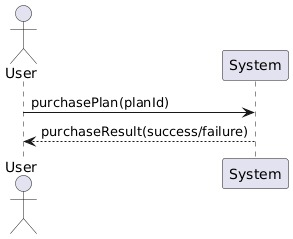 User
System
purchasePlan(planId)
purchaseResult(success/failure)
User
System